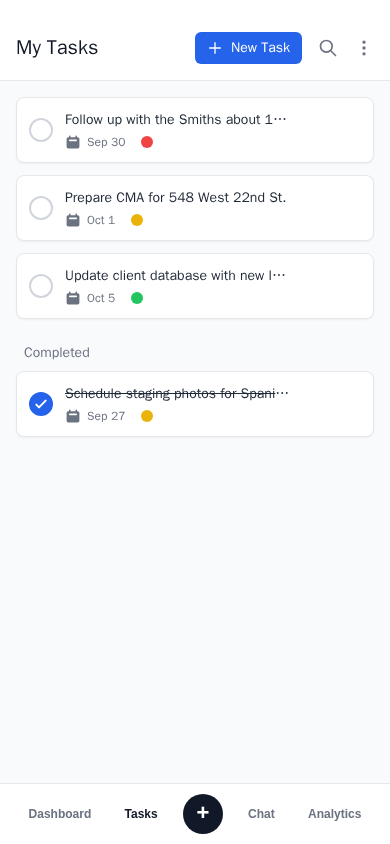 My Tasks
+ New Task
Follow up with the Smiths about 1···
Sep 30
Prepare CMA for 548 West 22nd St.
Oct 1
Update client database with new l···
Oct 5
Completed
Schedule staging photos for Spani···
Sep 27
Dashboard Tasks + Chat Analytics